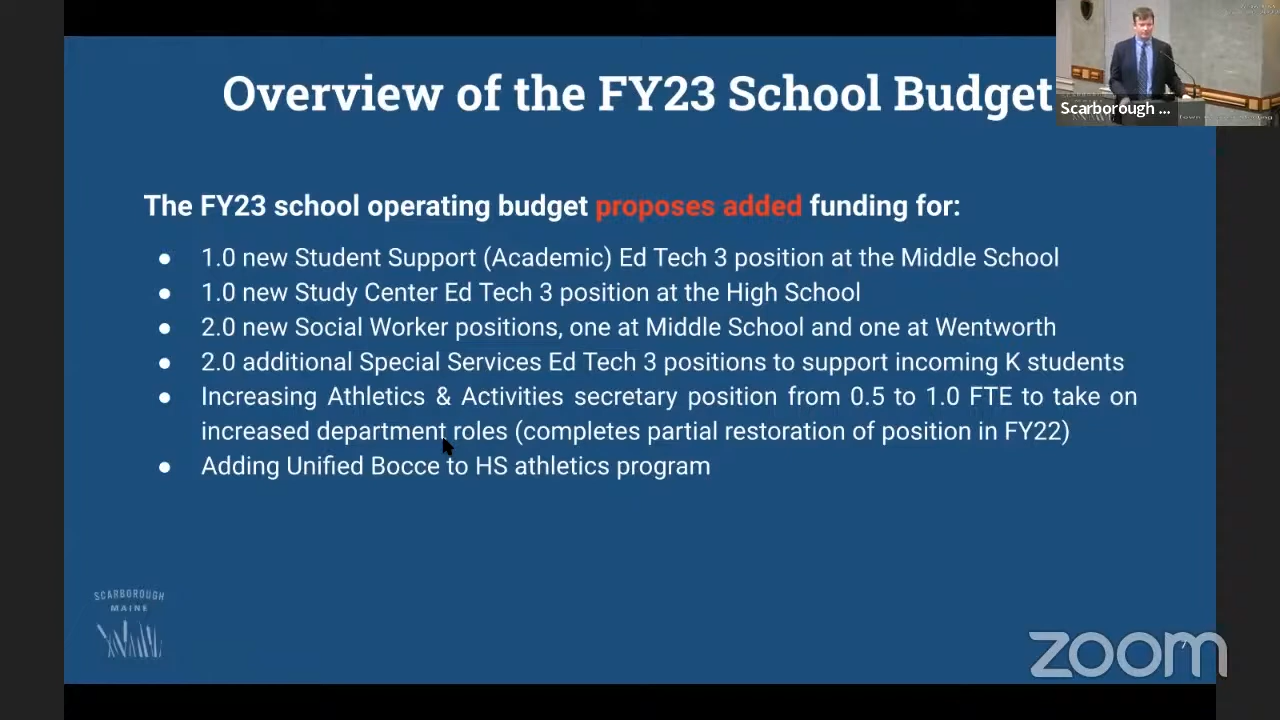 Overview of the FY23 School Budget
Scarborough ...
The FY23 school operating budget proposes added funding for:
● 1.0 new Student Support (Academic) Ed Tech 3 position at the Middle School
● 1.0 new Study Center Ed Tech 3 position at the High School
● 2.0 new Social Worker positions, one at Middle School and one at Wentworth
● 2.0 additional Special Services Ed Tech 3 positions to support incoming K students
● Increasing Athletics & Activities secretary position from 0.5 to 1.0 FTE to take on
increased department roles (completes partial restoration of position in FY22)
● Adding Unified Bocce to HS athletics program
SCARBOROUGH
MAINE
zoom